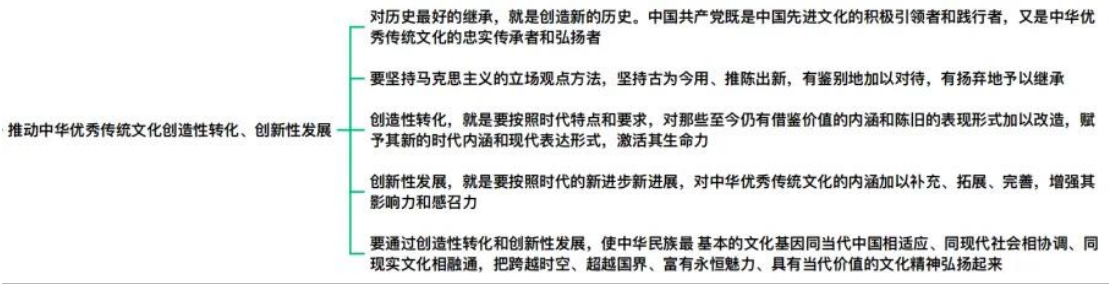 推动中华优秀传统文化创造性转化、创新性发展
对历史最好的继承，就是创造新的历史。中国共产党既是中国先进文化的积极引领者和践行者，又是中华优
秀传统文化的忠实传承者和弘扬者
要坚持马克思主义的立场观点方法，坚持古为今用、推陈出新，有鉴别地加以对待，有扬弃地予以继承
创造性转化，就是要按照时代特点和要求，对那些至今仍有借鉴价值的内涵和陈旧的表现形式加以改造，赋
予其新的时代内涵和现代表达形式，激活其生命力
创新性发展，就是要按照时代的新进步新进展，对中华优秀传统文化的内涵加以补充、拓展、完善，增强其
影响力和感召力
要通过创造性转化和创新性发展，使中华民族最 基本的文化基因同当代中国相适应、同现代社会相协调、同
现实文化相融通，把跨越时空、超越国界、富有永恒魅力、具有当代价值的文化精神弘扬起来